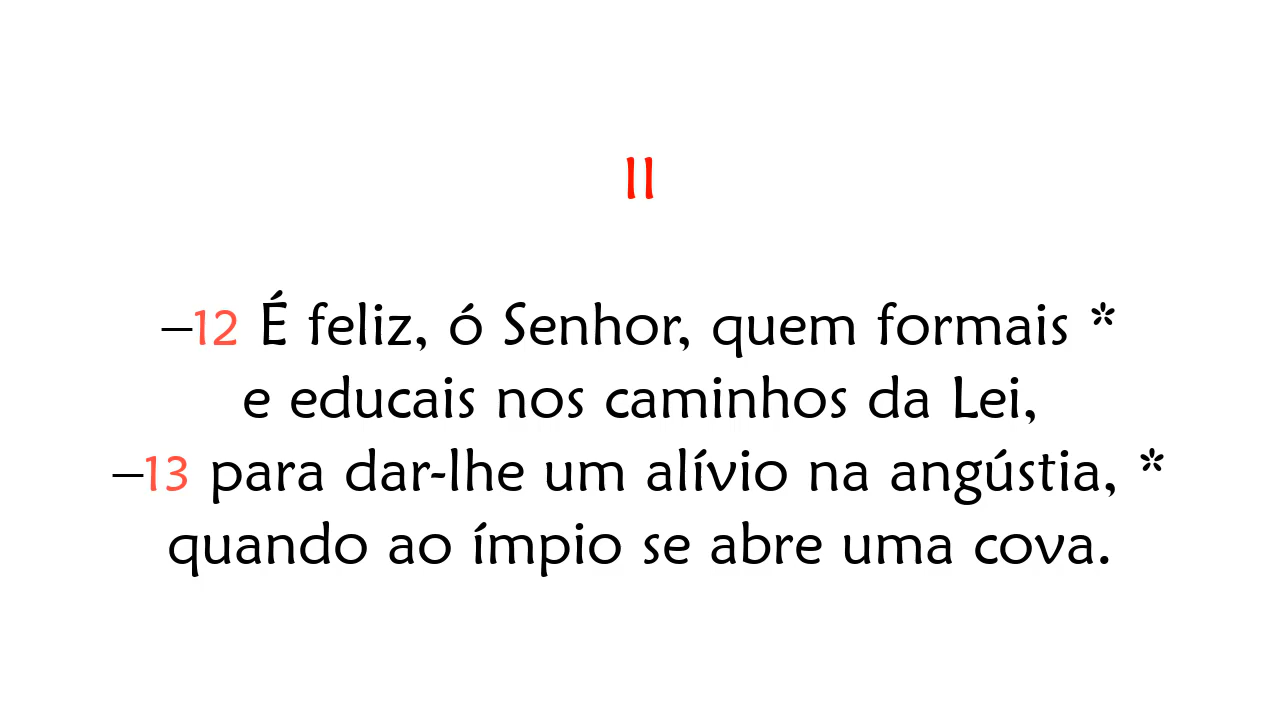 II
–12 É feliz, ó Senhor, quem formais *
e educais nos caminhos da Lei,
–13 para dar-lhe um alívio na angústia, *
quando ao ímpio se abre uma cova.